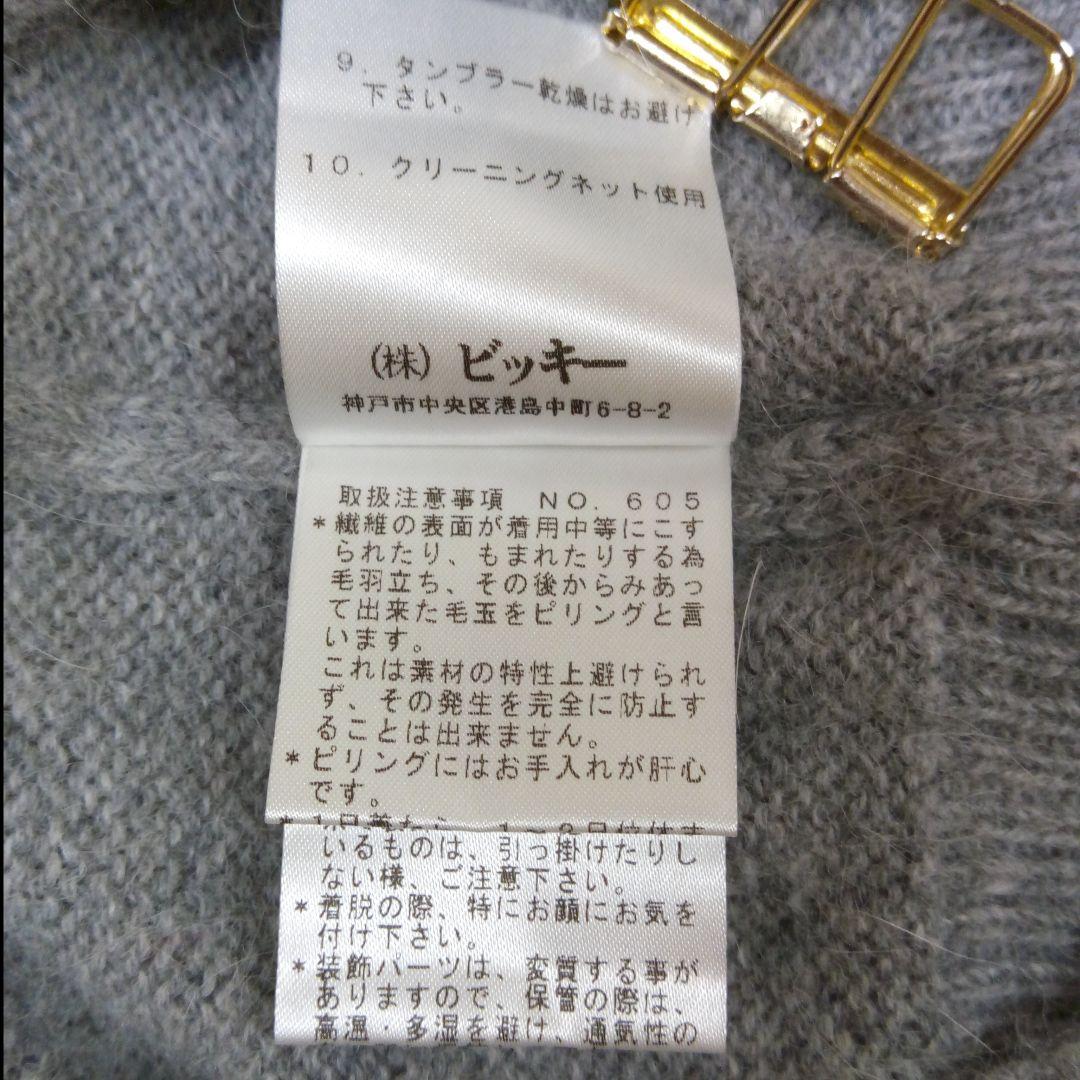 9．タンブラー乾燥はお避け
下さい。
10．クリーニングネット使用
(株) ビッキー
神戸市中央区港島中町6-8-2
取扱注意事項 NO．605
*繊維の表面が着用中等にこす
られたり、もまれたりする為
毛羽立ち、その後からみあっ
て出来た毛玉をピリングと言
います。
これは素材の特性上避けられ
ず、その発生を完全に防止す
ることは出来ません。
*ピリングにはお手入れが肝心
です。
いるものは、引っ掛けたりし
ない様、ご注意下さい。
*着脱の際、特にお顔にお気を
付け下さい。
*装飾パーツは、変質する事が
ありますので、保管の際は、
高温・多湿を避け、通気性の